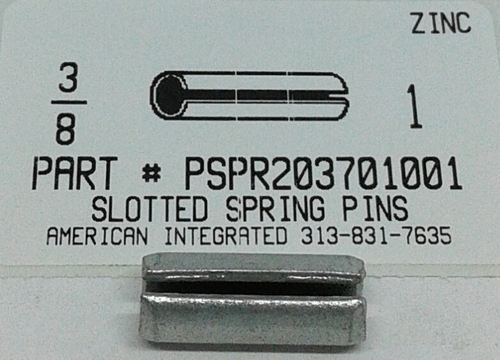 ZINC
3/8 1
PART # PSPR203701001
SLOTTED SPRING PINS
AMERICAN INTEGRATED 313-831-7635